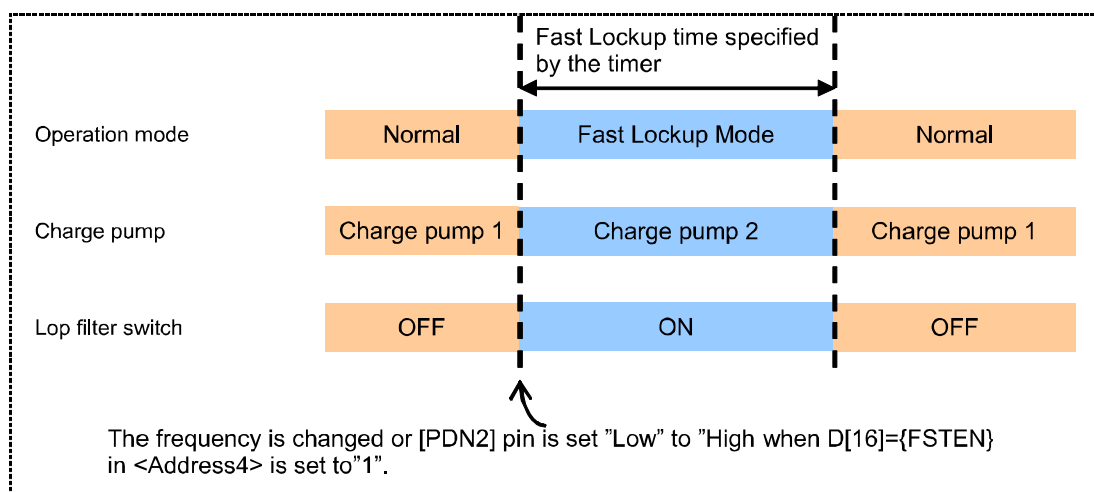 Fast Lockup time specified
by the timer
Operation mode
Normal
Fast Lockup Mode
Normal
Charge pump
Charge pump 1
Charge pump 2
Charge pump 1
Lop filter switch
OFF
ON
OFF
The frequency is changed or [PDN2] pin is set ”Low” to ”High when D[16]={FSTEN}
in <Address4> is set to”1”.